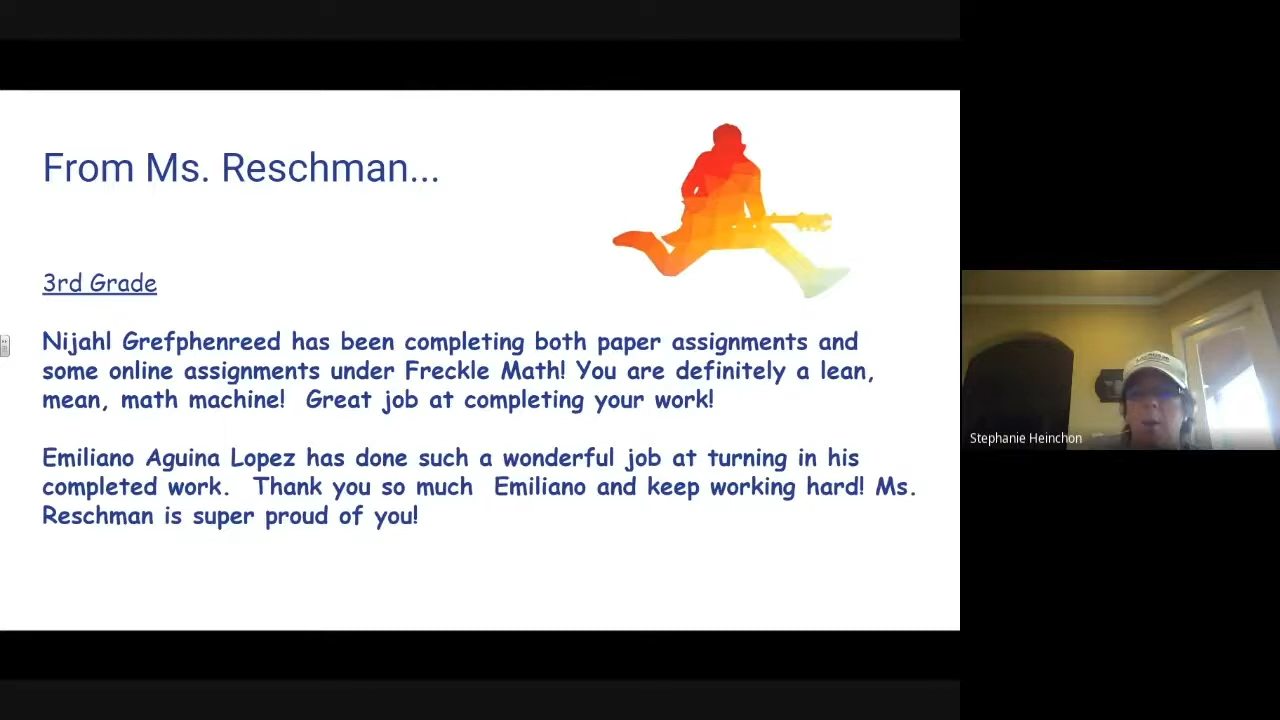 From Ms. Reschman...
3rd Grade
Nijahl Grefphenreed has been completing both paper assignments and
some online assignments under Freckle Math! You are definitely a lean,
mean, math machine!  Great job at completing your work!
Emiliano Aguina Lopez has done such a wonderful job at turning in his
completed work.  Thank you so much  Emiliano and keep working hard! Ms.
Reschman is super proud of you!
Stephanie Heinchon